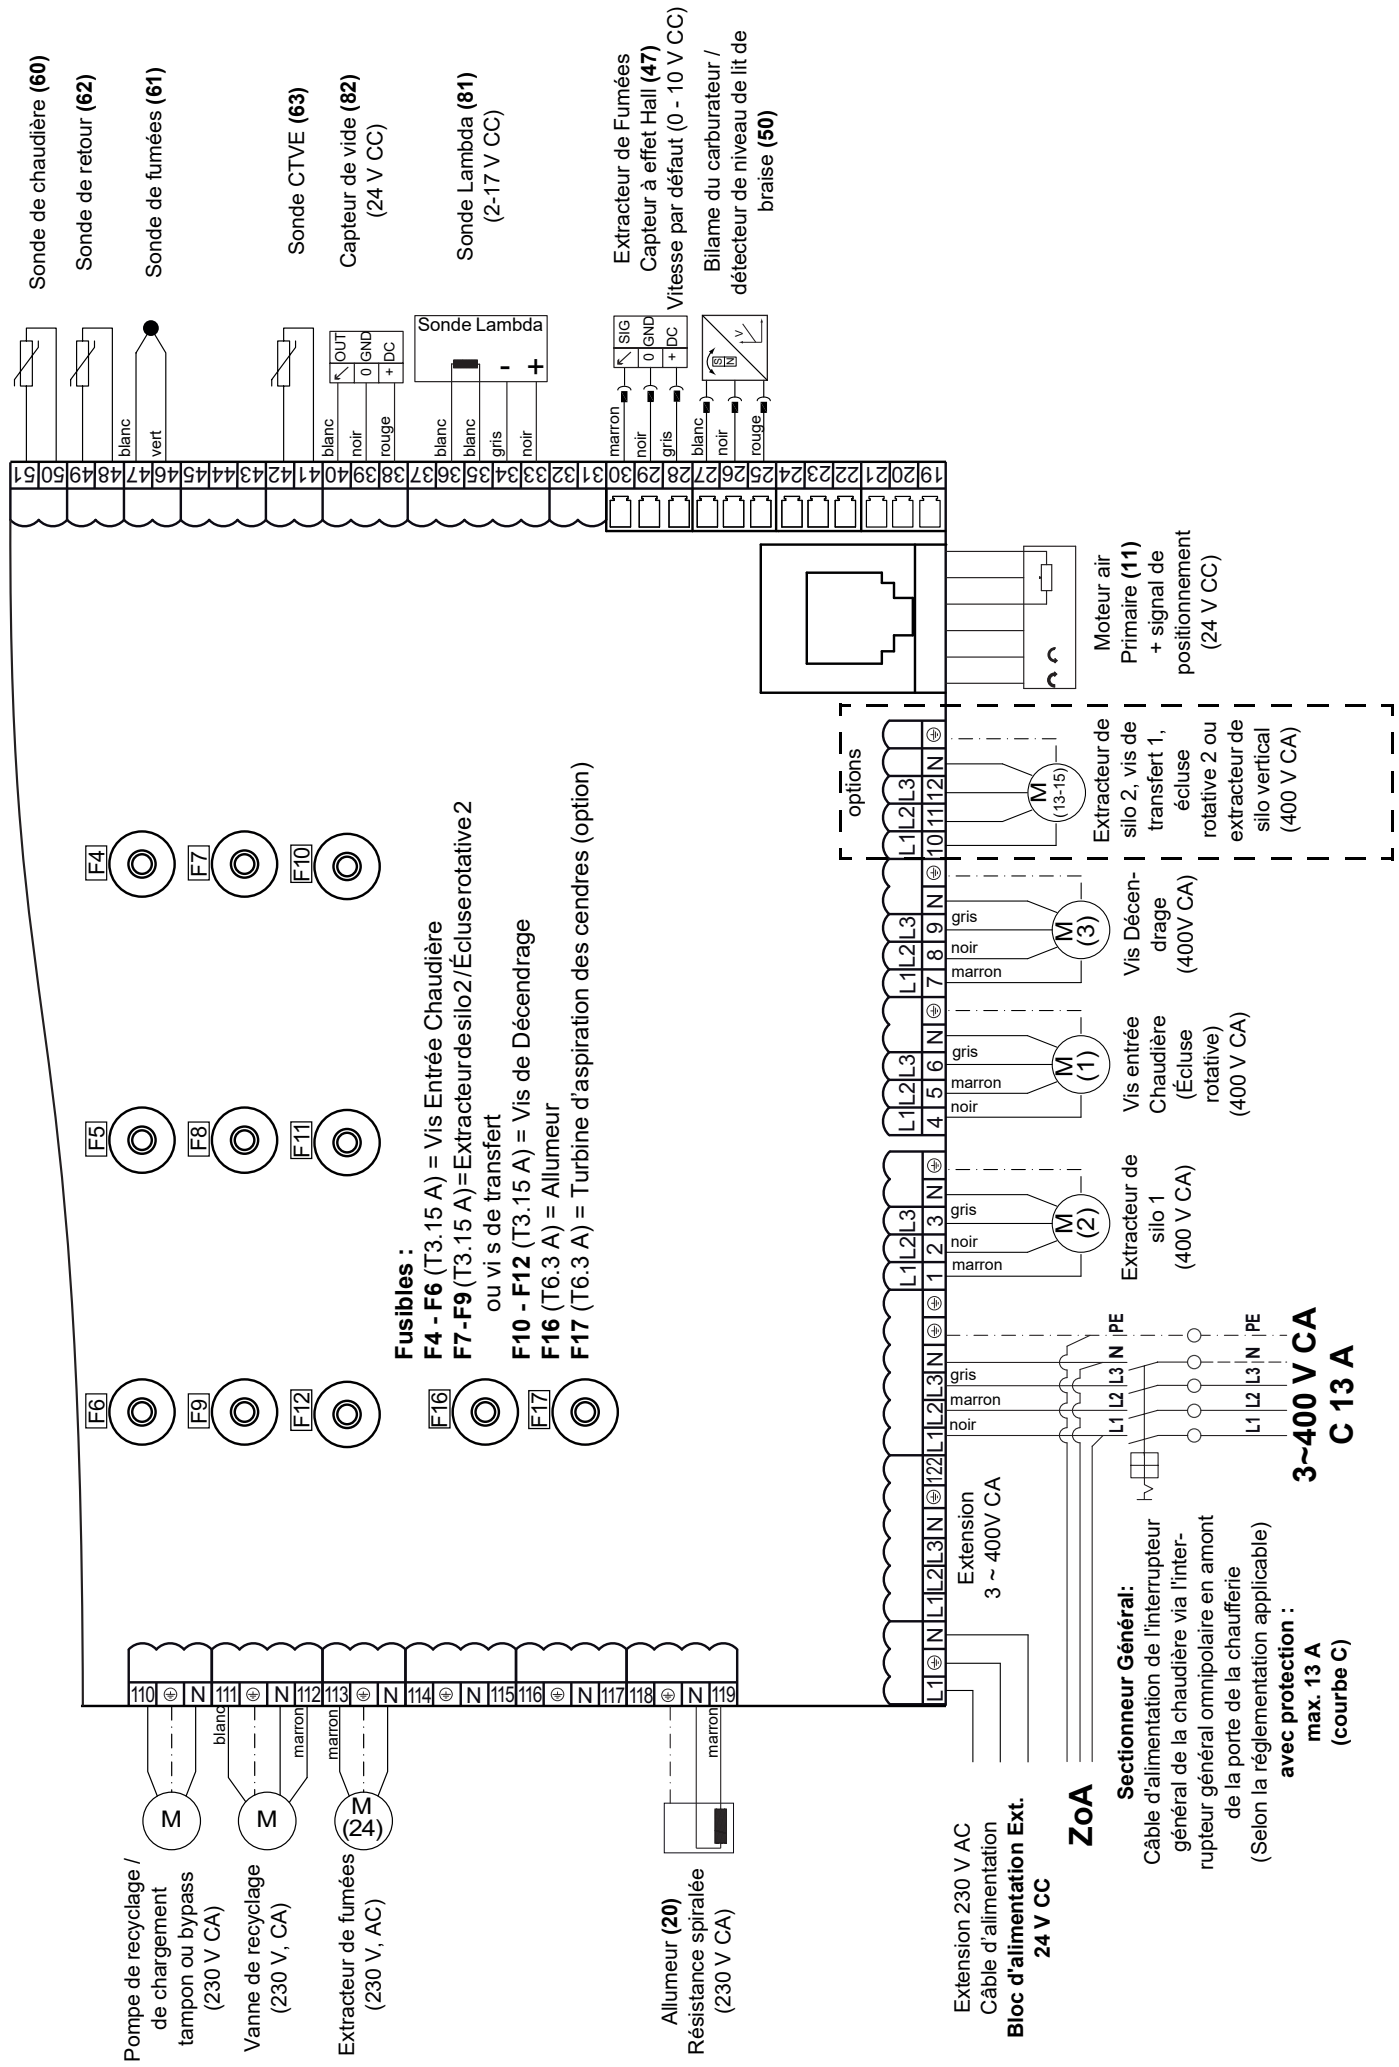 Sonde de chaudière (60)
Sonde de retour (62)
Sonde de fumées (61)
Sonde CTVE (63)
Capteur de vide (82)
(24 V CC)
Sonde Lambda (81)
(2-17 V CC)
Extracteur de Fumées
Capteur à effet Hall (47)
Vitesse par défaut (0 - 10 V CC)
Bilame du carburateur /
détecteur de niveau de lit de
braise (50)
blanc
vert
blanc
noir
rouge
OUT
0 GND
+ DC
Sonde Lambda
- +
blanc
blanc
gris
noir
marron
noir
gris
SIG
0 GND
+ DC
blanc
noir
rouge
S
N
V
51 50 49 48 47 46 45 44 43 42 41 40 39 38 37 36 35 34 33 32 31 30 29 28 27 26 25 24 23 22 21 20 19
F4
F7
F10
F5
F8
F11
F6
F9
F12
F16
F17
Fusibles :
F4 - F6 (T3.15 A) = Vis Entrée Chaudière
F7-F9 (T3.15 A)=Extracteurdesilo2/Écluserotative2
ou vi s de transfert
F10 - F12 (T3.15 A) = Vis de Décendrage
F16 (T6.3 A) = Allumeur
F17 (T6.3 A) = Turbine d'aspiration des cendres (option)
110 N 111 N 112 113 N 114 N 115 116 N 117 118 N 119
blanc
marron
marron
marron
M
M
M
(24)
Pompe de recyclage /
de chargement
tampon ou bypass
(230 V CA)
Vanne de recyclage
(230 V, CA)
Extracteur de fumées
(230 V, AC)
Allumeur (20)
Résistance spiralée
(230 V CA)
L1 N L1 L2 L3 N 122 L1 L2 L3 N
Extension
3 ~ 400V CA
noir
marron
gris
Extension 230 V AC
Câble d'alimentation
Bloc d'alimentation Ext.
24 V CC
ZoA
L1 L2 L3 N PE
L1 L2 L3 N PE
3~400 V CA
C 13 A
Sectionneur Général:
Câble d'alimentation de l'interrupteur
général de la chaudière via l'inter-
rupteur général omnipolaire en amont
de la porte de la chaufferie
(Selon la réglementation applicable)
avec protection :
max. 13 A
(courbe C)
L1 L2 L3
1 2 3 N
marron
noir
gris
M
(2)
Extracteur de
silo 1
(400 V CA)
L1 L2 L3
4 5 6 N
noir
marron
gris
M
(1)
Vis entrée
Chaudière
(Écluse
rotative)
(400 V CA)
L1 L2 L3
7 8 9 N
marron
noir
gris
M
(3)
Vis Décen-
drage
(400V CA)
options
L1 L2 L3
10 11 12 N
M
(13-15)
Extracteur de
silo 2, vis de
transfert 1,
écluse
rotative 2 ou
extracteur de
silo vertical
(400 V CA)
Moteur air
Primaire (11)
+ signal de
positionnement
(24 V CC)